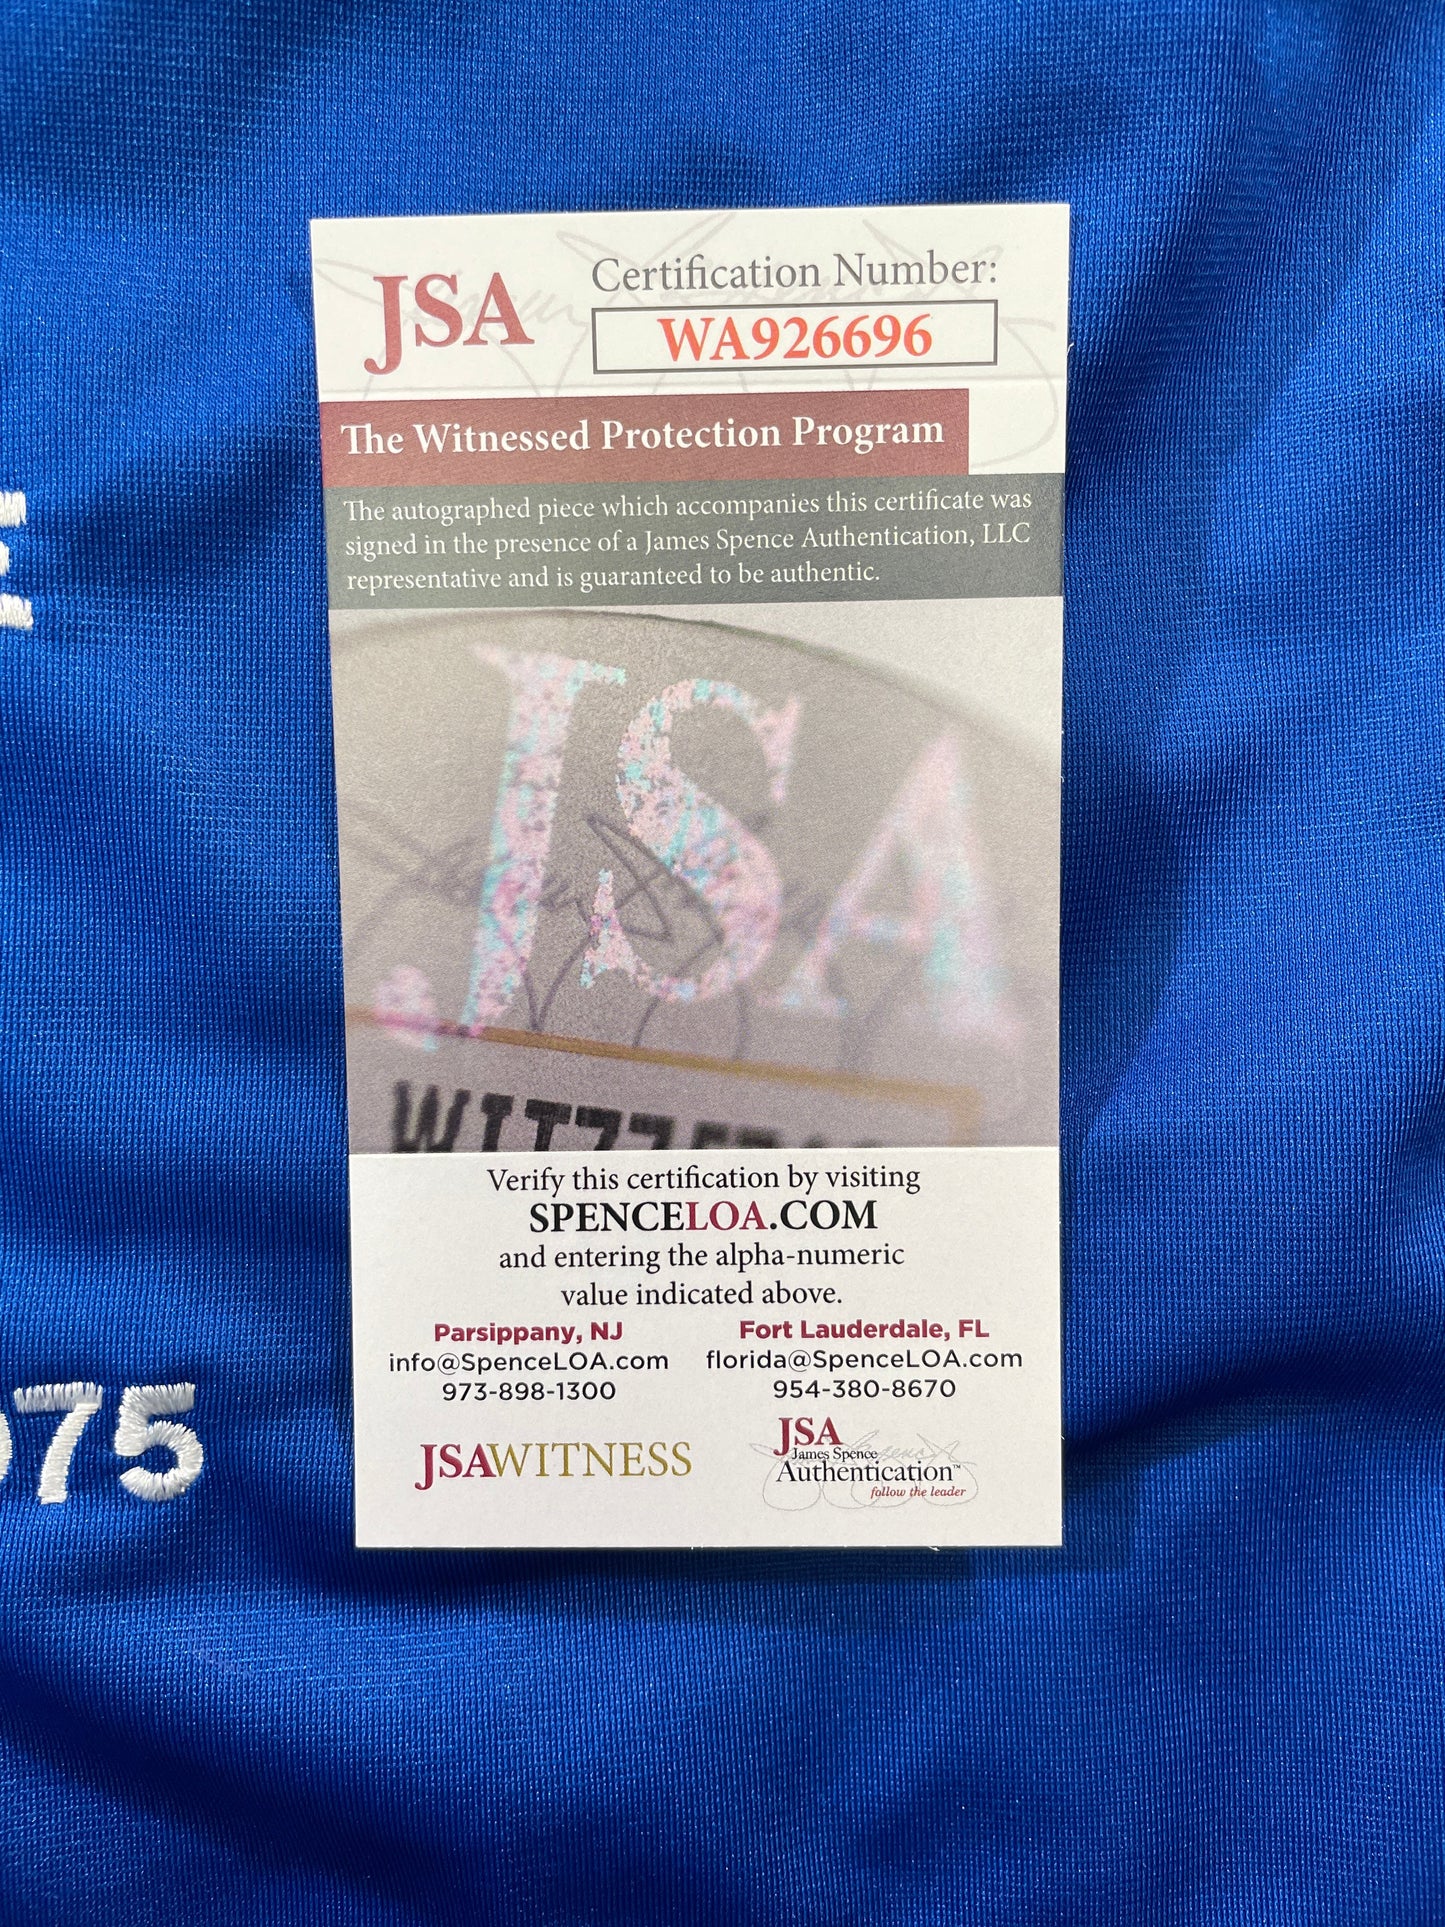 JSA
Certification Number:
WA926696
The Witnessed Protection Program
The autographed piece which accompanies this certificate was
signed in the presence of a James Spence Authentication, LLC
representative and is guaranteed to be authentic.
E
JSA
Verify this certification by visiting
SPENCELOA.COM
and entering the alpha-numeric
value indicated above.
Parsippany, NJ
info@SpenceLOA.com
973-898-1300
Fort Lauderdale, FL
florida@SpenceLOA.com
954-380-8670
75
JSAWITNESS
JSA
James Spence
Authentication™
follow the leader